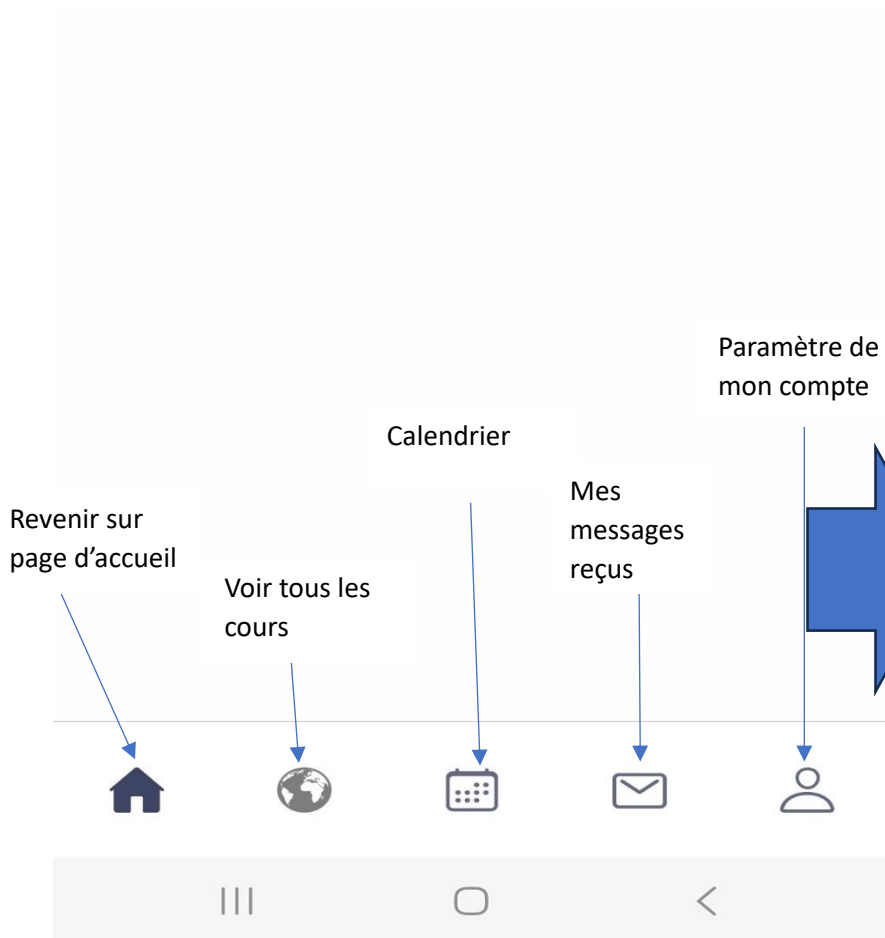 Paramètre de
mon compte
Calendrier
Mes
messages
reçus
Revenir sur
page d’accueil
Voir tous les
cours